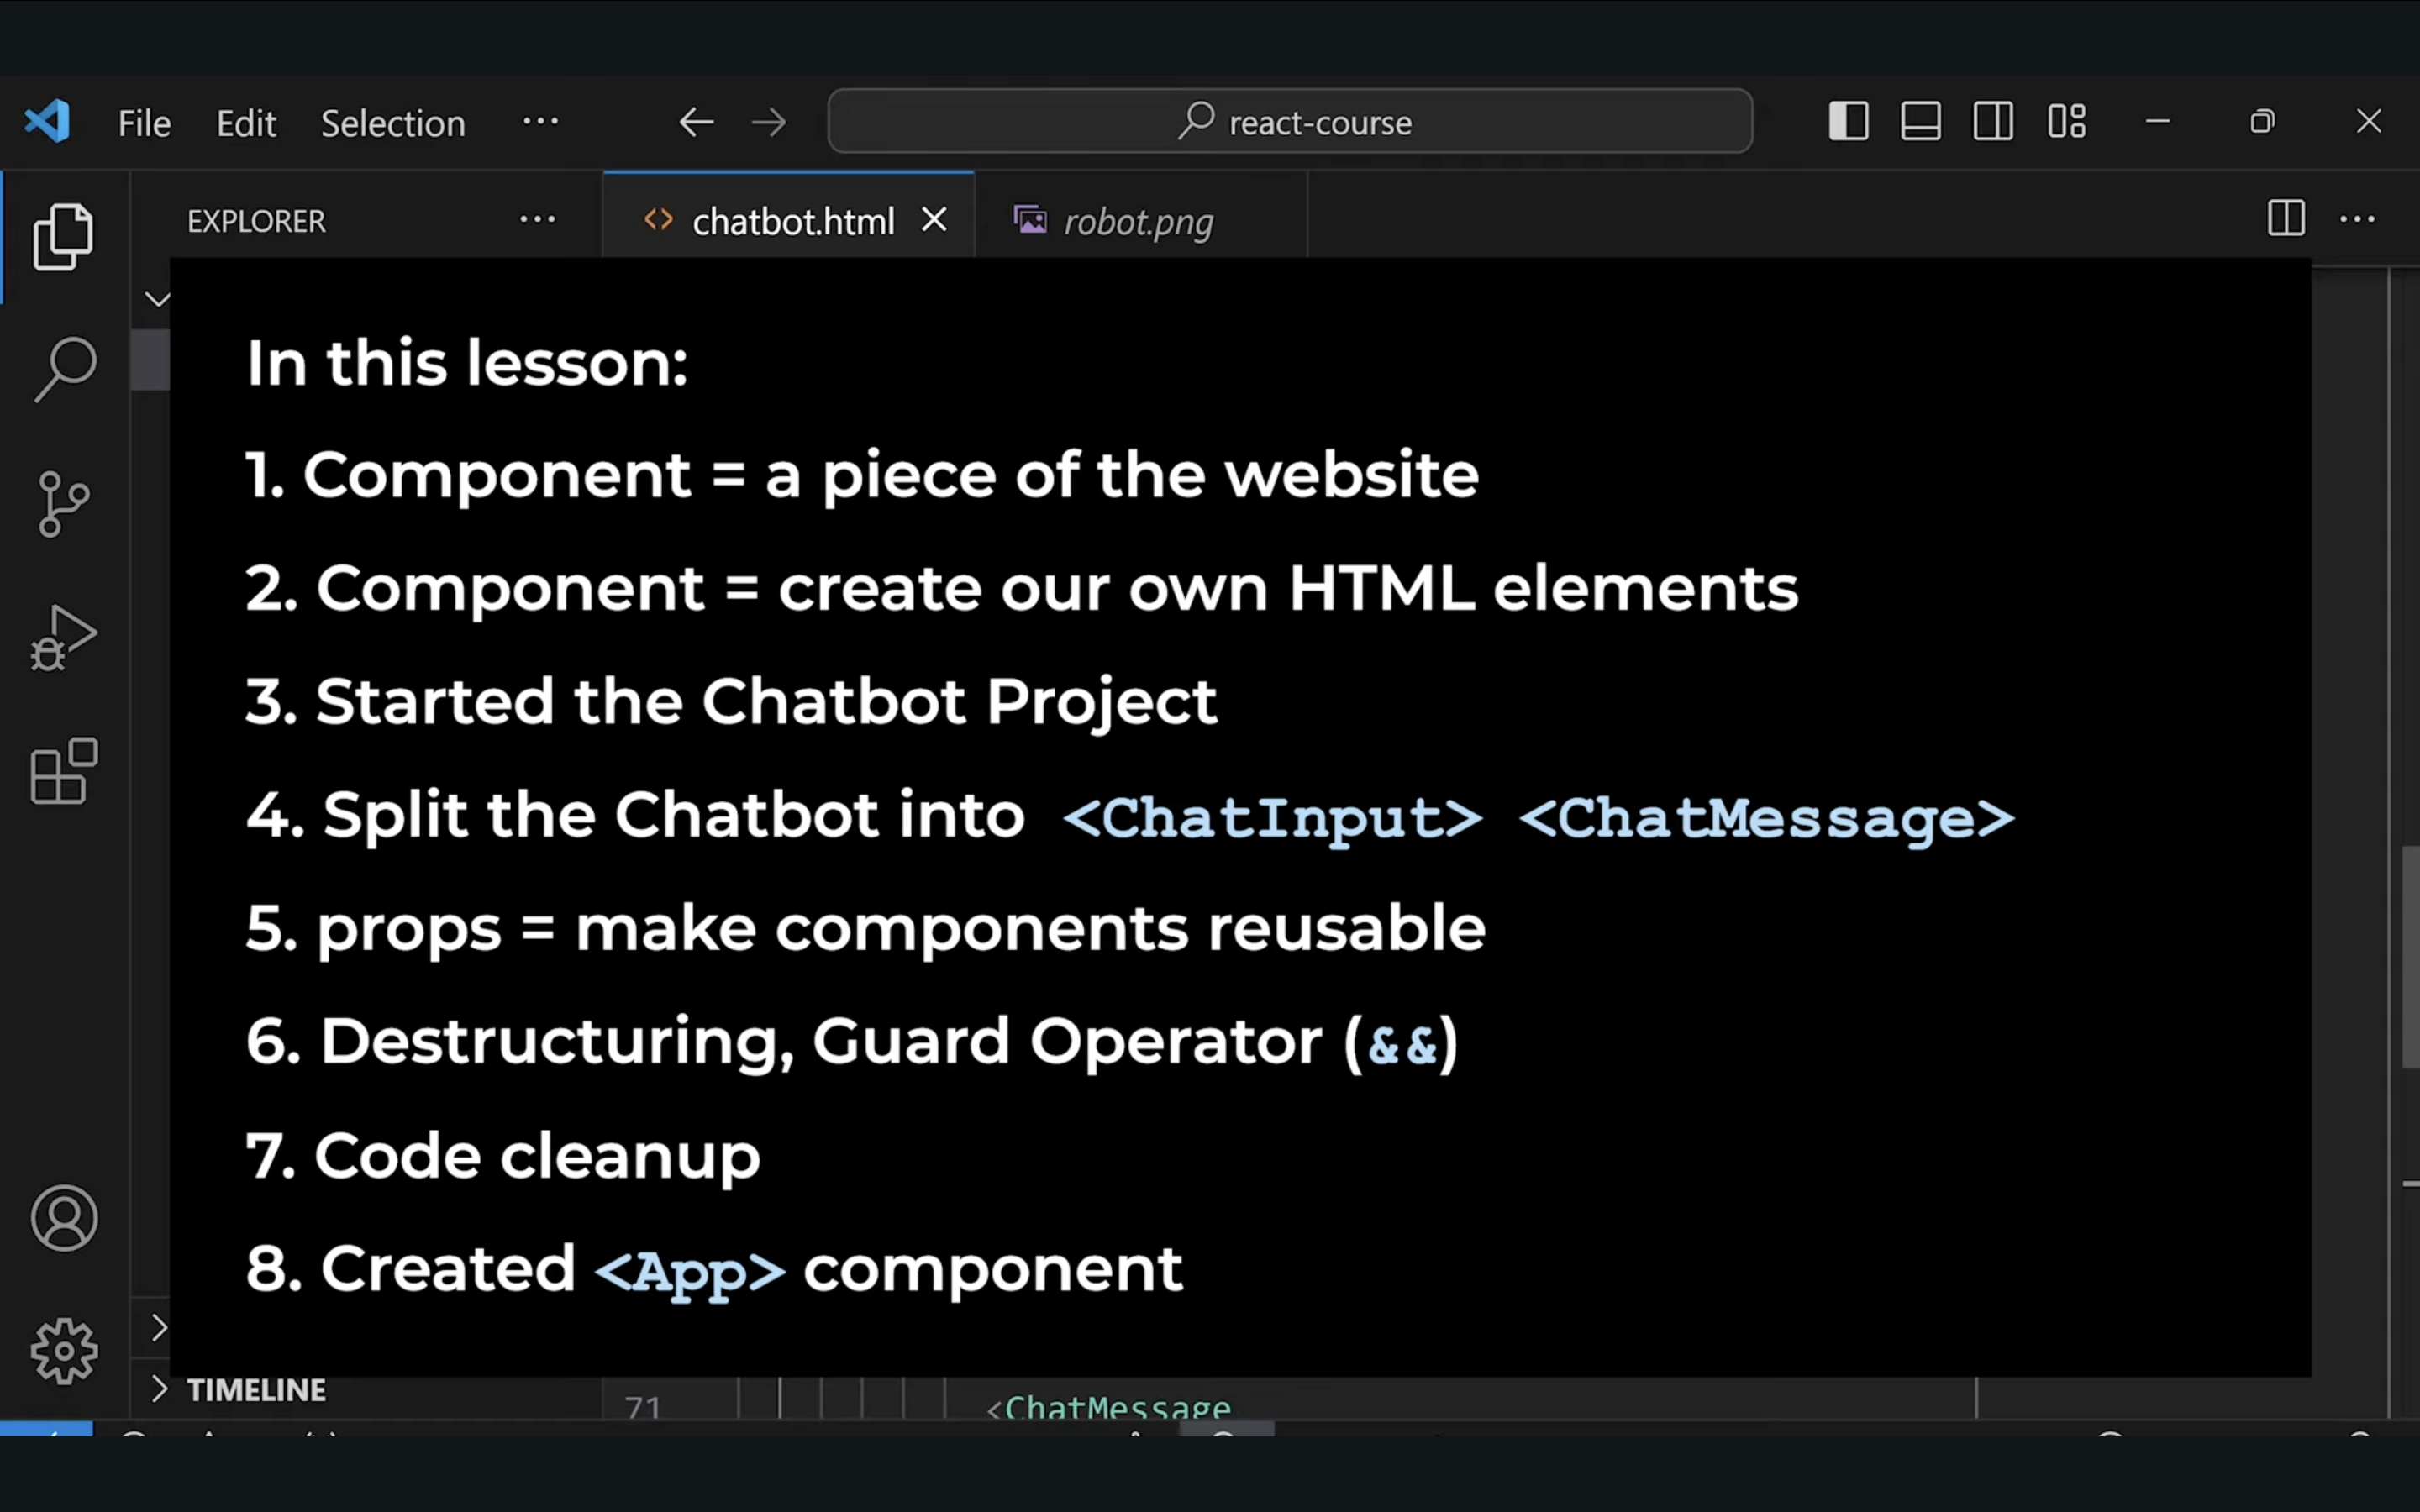 File Edit Selection ··· react-course
EXPLORER ··· chatbot.html robot.png ···
In this lesson:
1. Component = a piece of the website
2. Component = create our own HTML elements
3. Started the Chatbot Project
4. Split the Chatbot into <ChatInput> <ChatMessage>
5. props = make components reusable
6. Destructuring, Guard Operator (&&)
7. Code cleanup
8. Created <App> component
TIMELINE
71 <ChatMessage